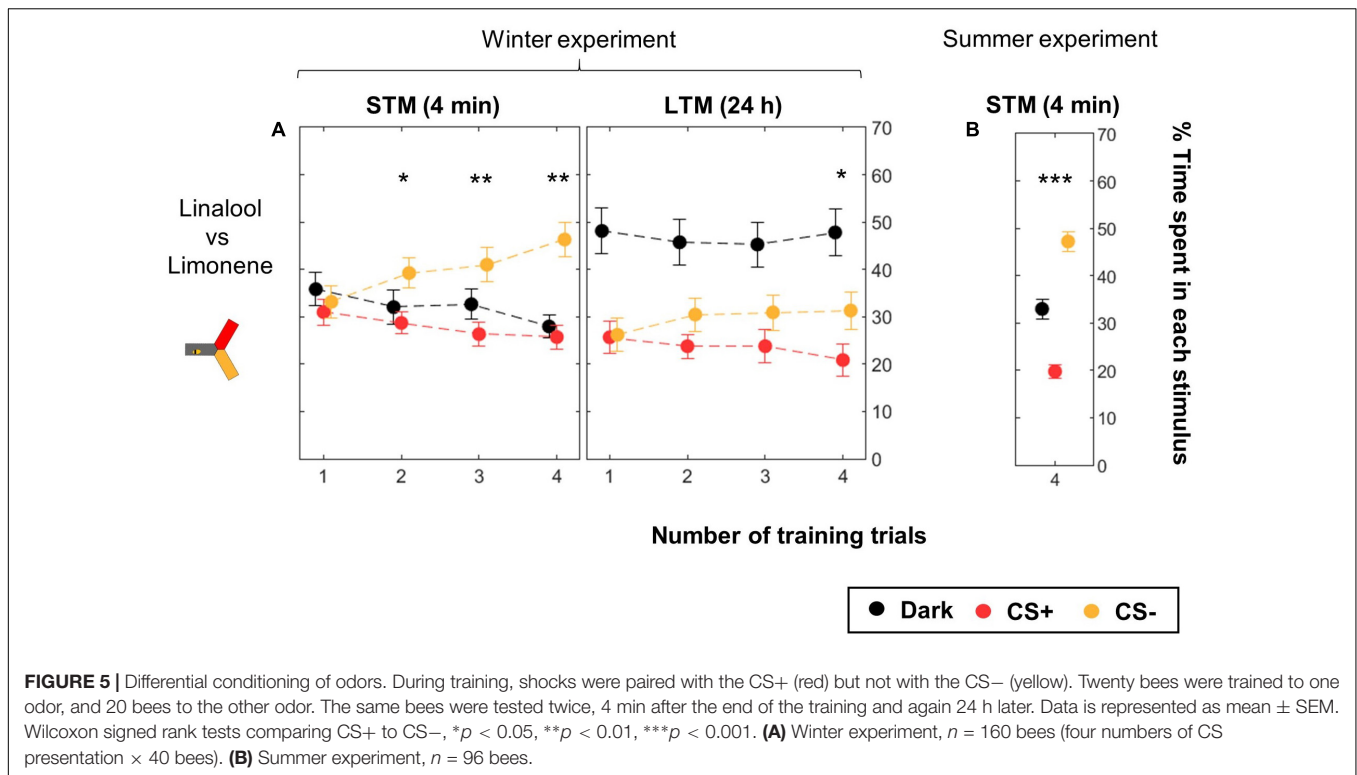 Winter experiment
Summer experiment
STM (4 min)
LTM (24 h)
STM (4 min)
A
B
Linalool
vs
Limonene
* ** **
*
***
70
60
50
40
30
20
10
0
70
60
50
40
30
20
10
0
% Time spent in each stimulus
1 2 3 4
1 2 3 4
4
Number of training trials
Dark CS+ CS-
FIGURE 5 | Differential conditioning of odors. During training, shocks were paired with the CS+ (red) but not with the CS− (yellow). Twenty bees were trained to one
odor, and 20 bees to the other odor. The same bees were tested twice, 4 min after the end of the training and again 24 h later. Data is represented as mean ± SEM.
Wilcoxon signed rank tests comparing CS+ to CS−, *p < 0.05, **p < 0.01, ***p < 0.001. (A) Winter experiment, n = 160 bees (four numbers of CS
presentation × 40 bees). (B) Summer experiment, n = 96 bees.